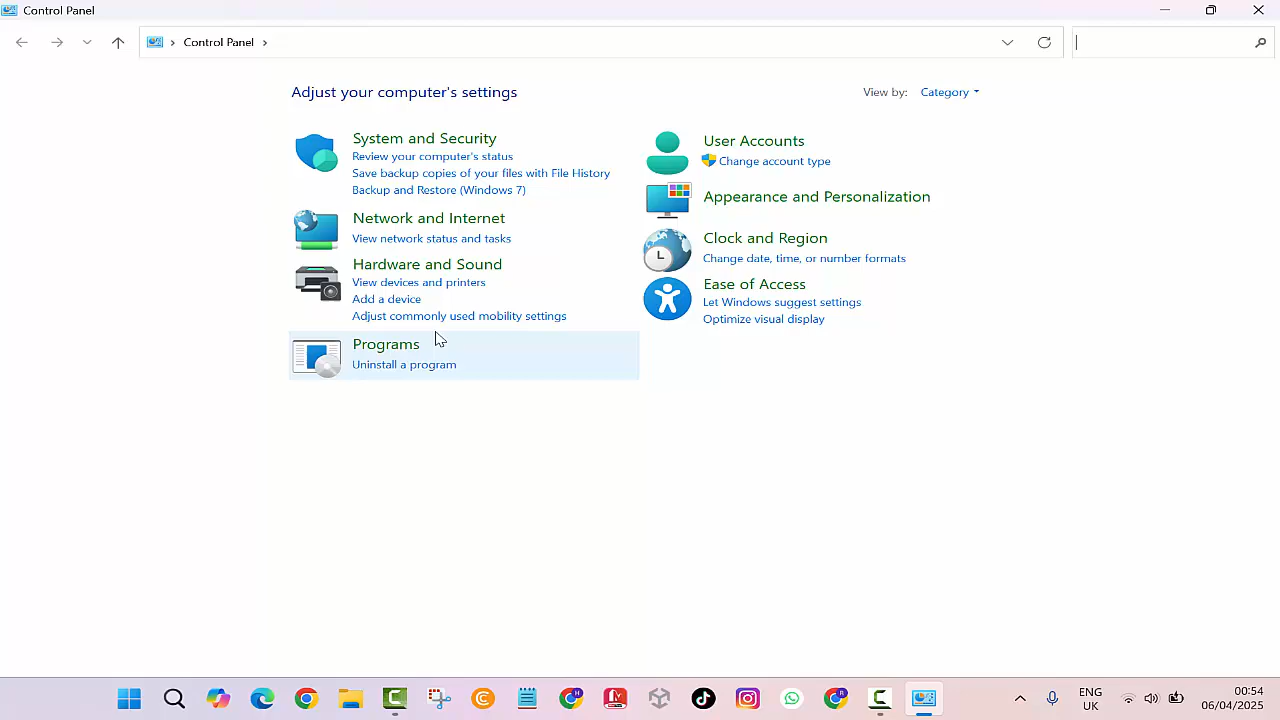 Control Panel
Control Panel
Adjust your computer's settings
View by: Category
System and Security
Review your computer's status
Save backup copies of your files with File History
Backup and Restore (Windows 7)
Network and Internet
View network status and tasks
Hardware and Sound
View devices and printers
Add a device
Adjust commonly used mobility settings
Programs
Uninstall a program
User Accounts
Change account type
Appearance and Personalization
Clock and Region
Change date, time, or number formats
Ease of Access
Let Windows suggest settings
Optimize visual display
ENG
UK
00:54
06/04/2025